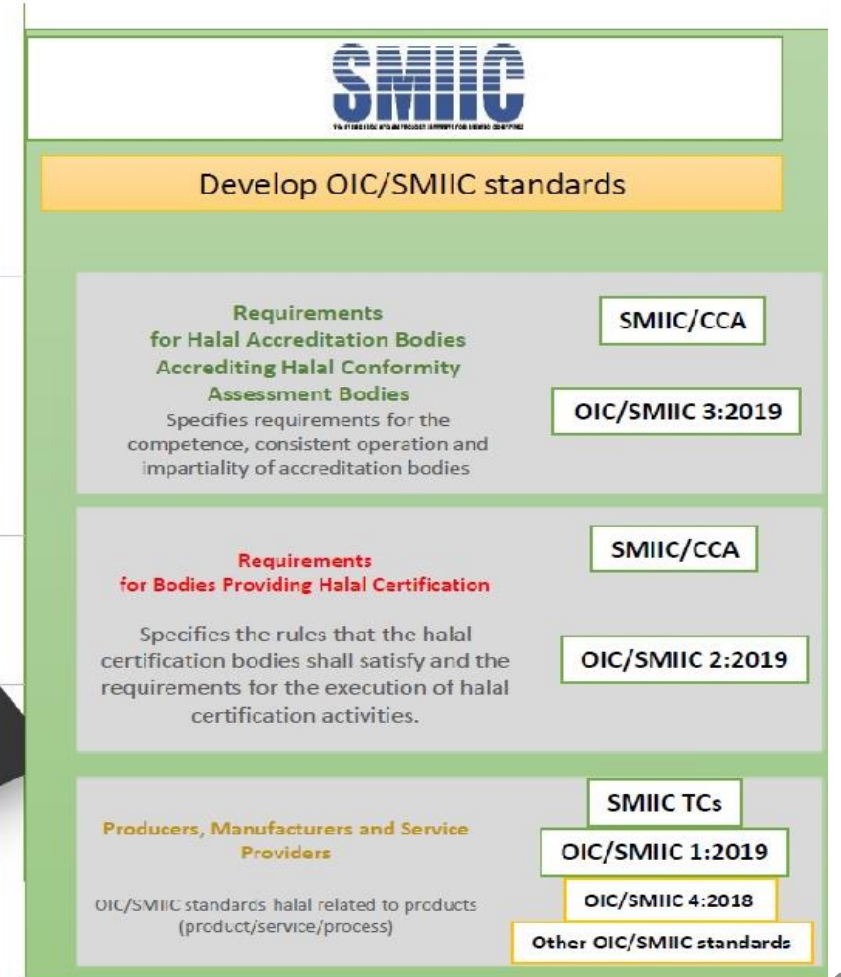 SMIIC
Develop OIC/SMIIC standards
Requirements
for Halal Accreditation Bodies
Accrediting Halal Conformity
Assessment Bodies
Specifies requirements for the
competence, consistent operation and
impartiality of accreditation bodies
SMIIC/CCA
OIC/SMIIC 3:2019
Requirements
for Bodies Providing Halal Certification
Specifies the rules that the halal
certification bodies shall satisfy and the
requirements for the execution of halal
certification activities.
SMIIC/CCA
OIC/SMIIC 2:2019
Producers, Manufacturers and Service
Providers
OIC/SMIIC standards halal related to products
(product/service/process)
SMIIC TCs
OIC/SMIIC 1:2019
OIC/SMIIC 4:2018
Other OIC/SMIIC standards